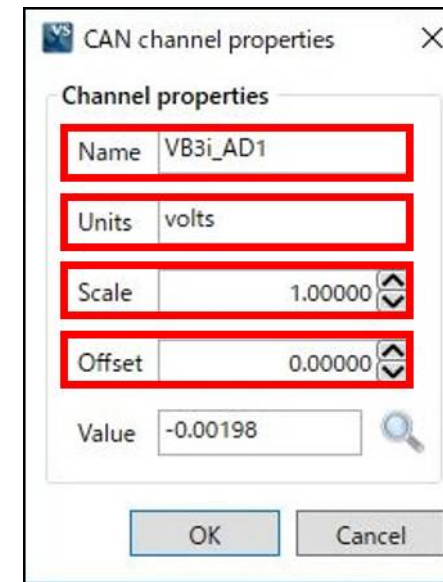 VS CAN channel properties
Channel properties
Name VB3i_AD1
Units volts
Scale 1.00000
Offset 0.00000
Value -0.00198
OK Cancel